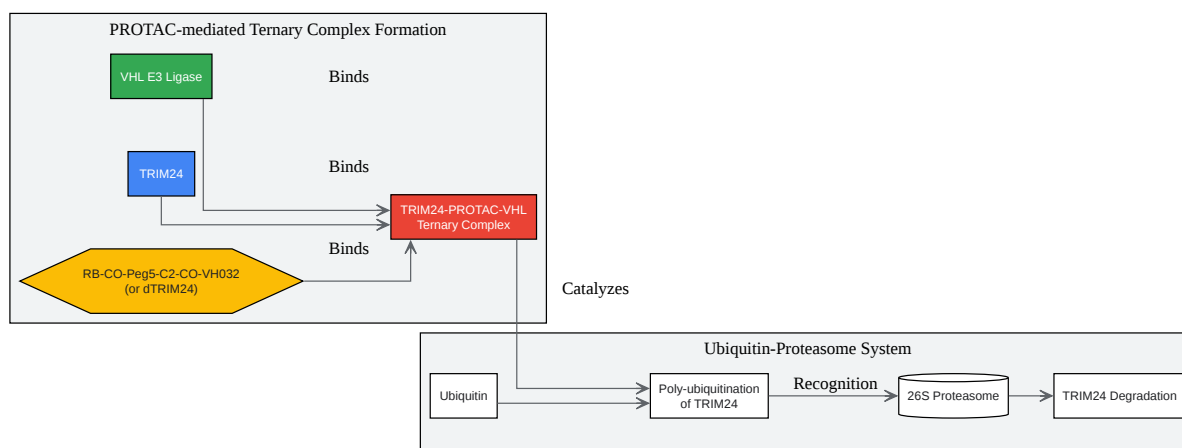 PROTAC-mediated Ternary Complex Formation
VHL E3 Ligase
Binds
TRIM24
Binds
TRIM24-PROTAC-VHL
Ternary Complex
Binds
RB-CO-Peg5-C2-CO-VH032
(or dTRIM24)
Catalyzes
Ubiquitin-Proteasome System
Ubiquitin
Poly-ubiquitination
of TRIM24
Recognition
26S Proteasome
TRIM24 Degradation